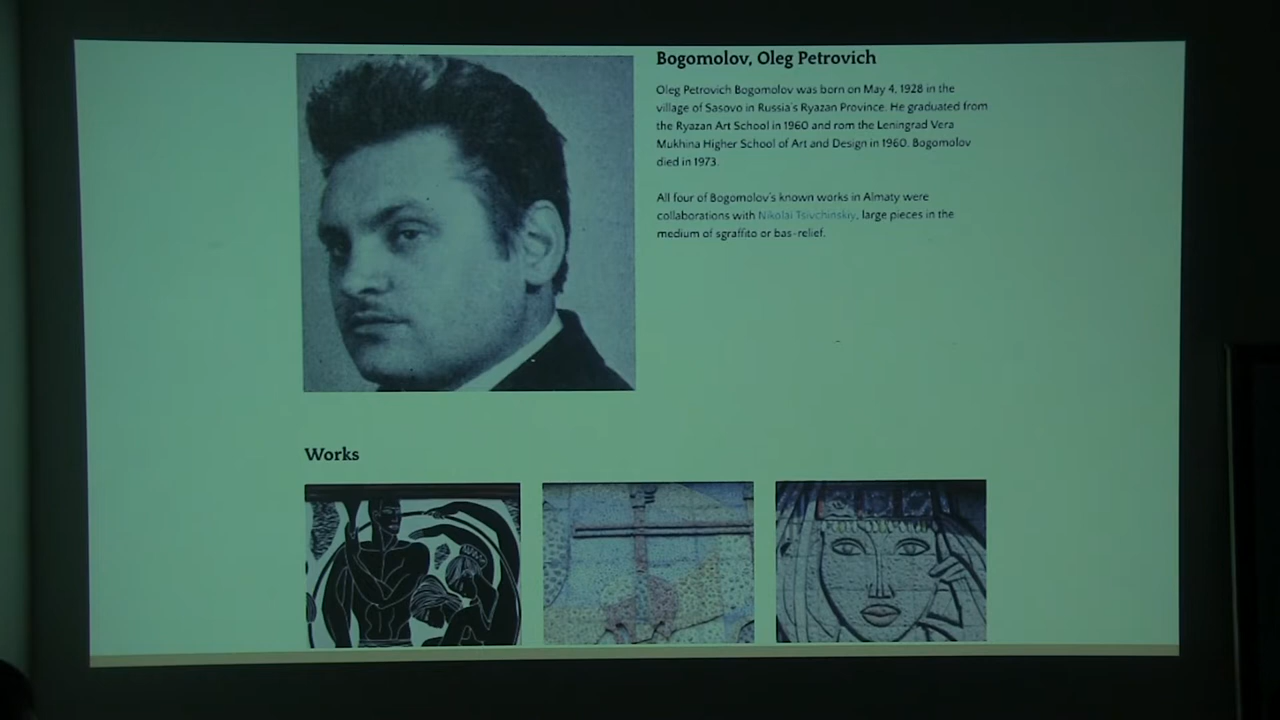 Bogomolov, Oleg Petrovich
Oleg Petrovich Bogomolov was born on May 4, 1928 in the
village of Sasovo in Russia's Ryazan Province. He graduated from
the Ryazan Art School in 1960 and rom the Leningrad Vera
Mukhina Higher School of Art and Design in 1960. Bogomolov
died in 1973.
All four of Bogomolov's known works in Almaty were
collaborations with Nikolai Tsivchinskiy, large pieces in the
medium of sgraffito or bas-relief.
Works